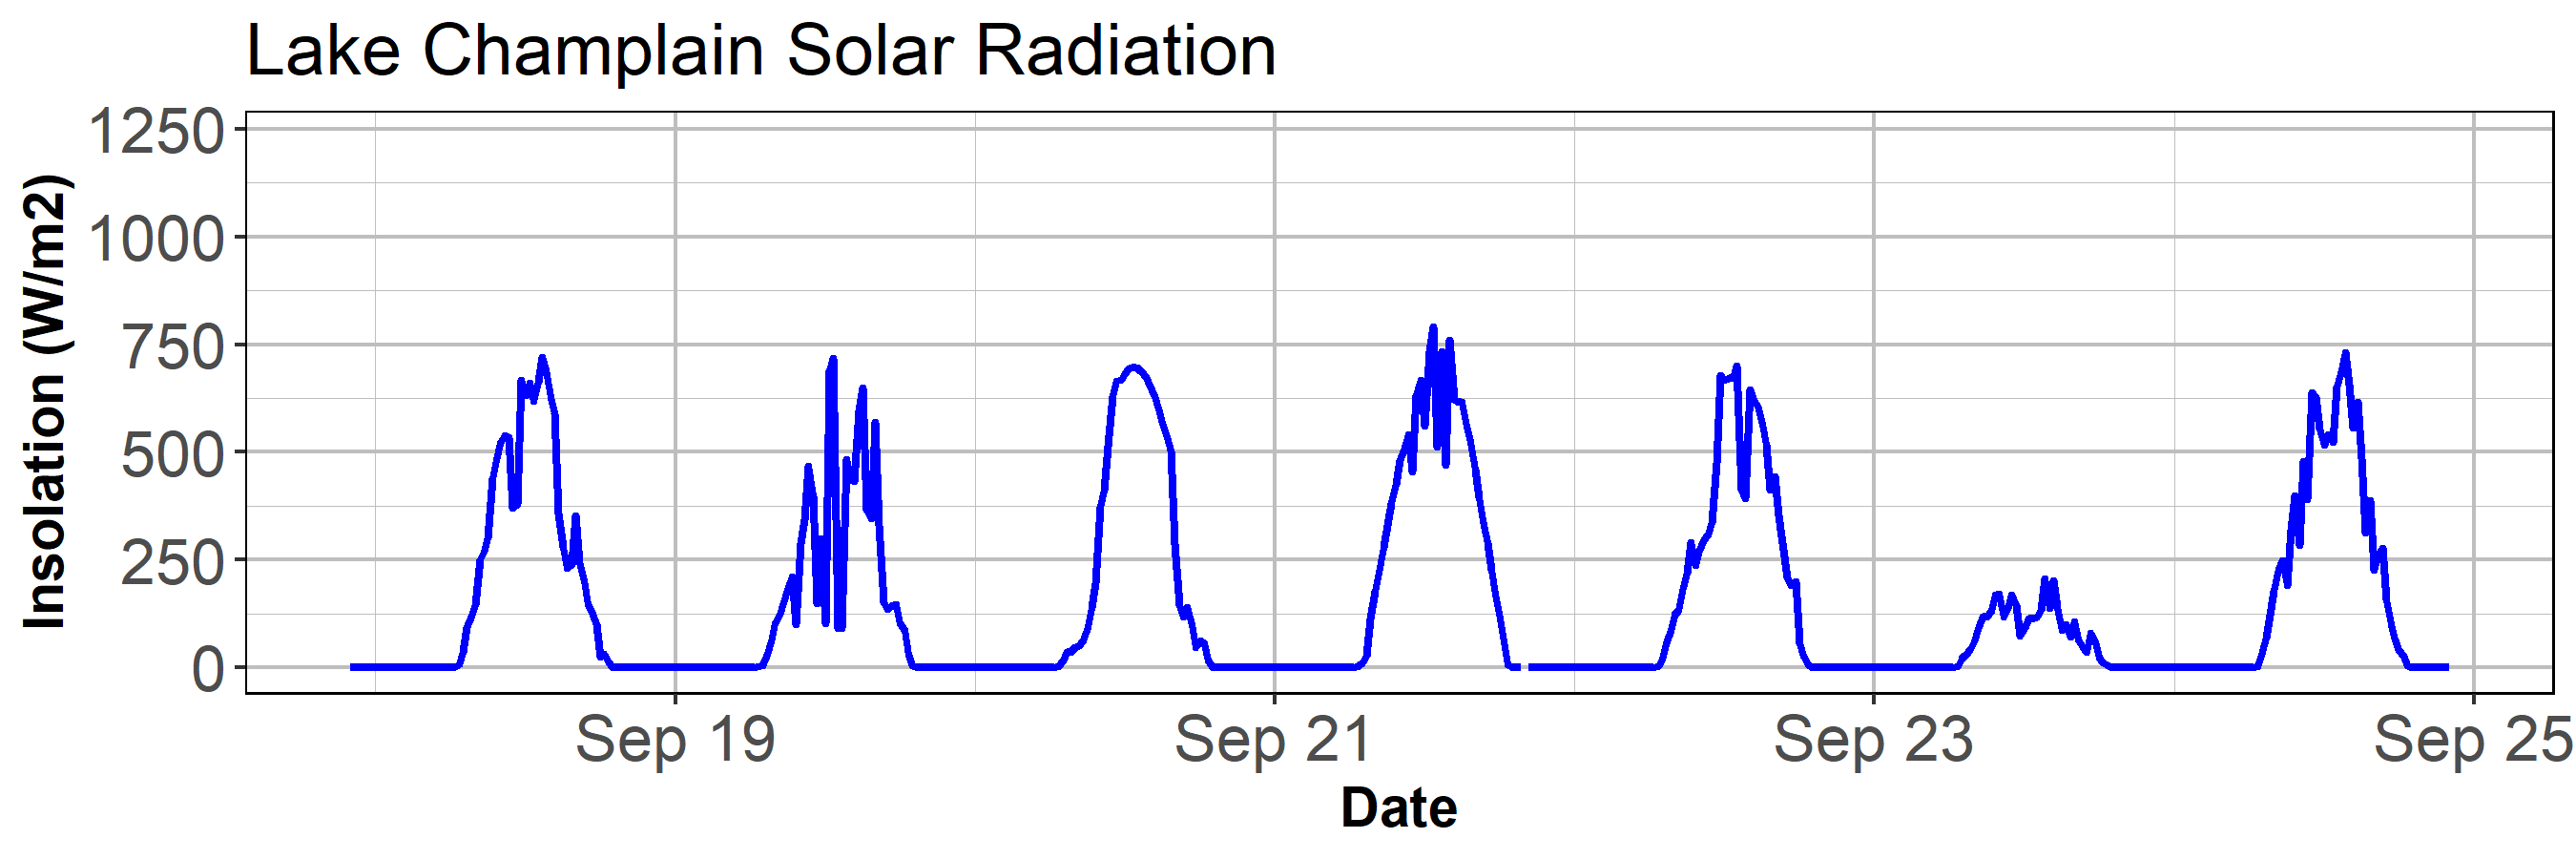 Lake Champlain Solar Radiation
1250
1000
750
500
250
0
Insolation (W/m2)
Sep 19
Sep 21
Sep 23
Sep 25
Date